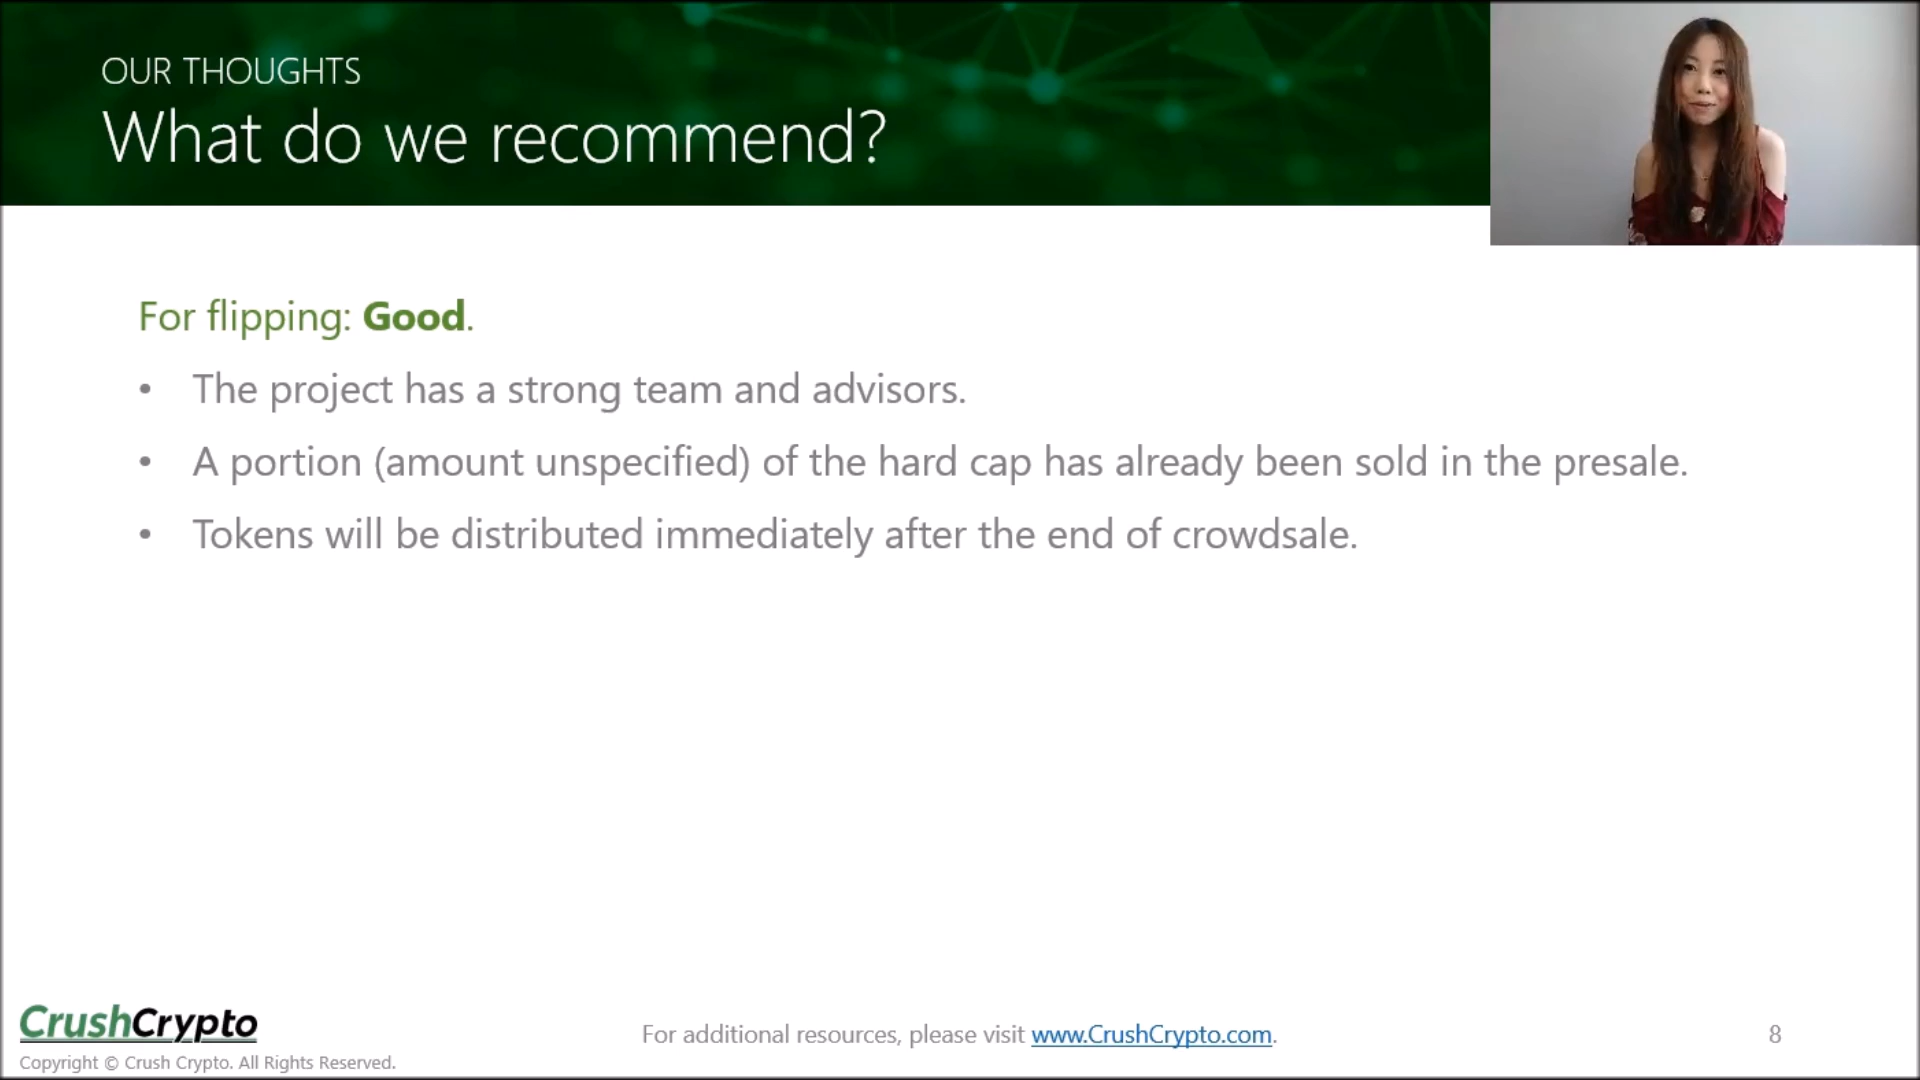 OUR THOUGHTS
What do we recommend?
For flipping: Good.
• The project has a strong team and advisors.
• A portion (amount unspecified) of the hard cap has already been sold in the presale.
• Tokens will be distributed immediately after the end of crowdsale.
CrushCrypto
Copyright © Crush Crypto. All Rights Reserved.
For additional resources, please visit www.CrushCrypto.com.
8